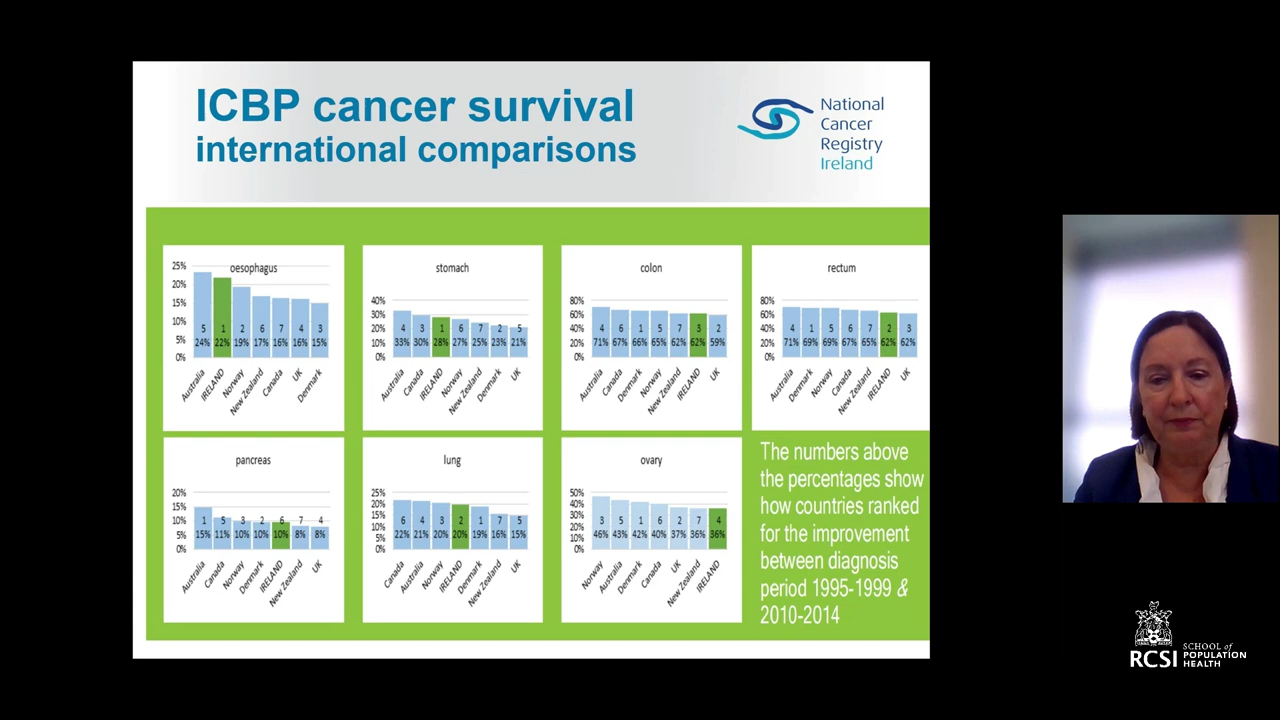 ICBP cancer survival
international comparisons
National
Cancer
Registry
Ireland
oesophagus
25%
20%
15%
10%
5%
0%
5 1 2 6 7 4 3
24% 22% 19% 17% 16% 16% 15%
Australia IRELAND Norway New Zealand Canada UK Denmark
stomach
40%
30%
20%
10%
0%
4 3 1 6 7 2 5
33% 30% 28% 27% 25% 23% 21%
Australia Canada IRELAND Norway New Zealand Denmark UK
colon
80%
60%
40%
20%
0%
4 6 1 5 7 3 2
71% 67% 66% 65% 62% 62% 59%
Australia Canada Denmark Norway New Zealand IRELAND UK
rectum
80%
60%
40%
20%
0%
4 1 5 6 7 2 3
71% 69% 69% 67% 65% 62% 62%
Australia Denmark Norway Canada New Zealand IRELAND UK
pancreas
20%
15%
10%
5%
0%
1 5 3 2 6 7 4
15% 11% 10% 10% 10% 8% 8%
Australia Canada Norway Denmark IRELAND New Zealand UK
lung
25%
20%
15%
10%
5%
0%
6 4 3 2 1 7 5
22% 21% 20% 20% 19% 16% 15%
Canada Australia Norway IRELAND Denmark New Zealand UK
ovary
50%
40%
30%
20%
10%
0%
3 5 1 6 2 7 4
46% 43% 42% 40% 37% 36% 36%
Norway Australia Denmark Canada UK New Zealand IRELAND
The numbers above
the percentages show
how countries ranked
for the improvement
between diagnosis
period 1995-1999 &
2010-2014
RCSI
SCHOOL of
POPULATION
HEALTH